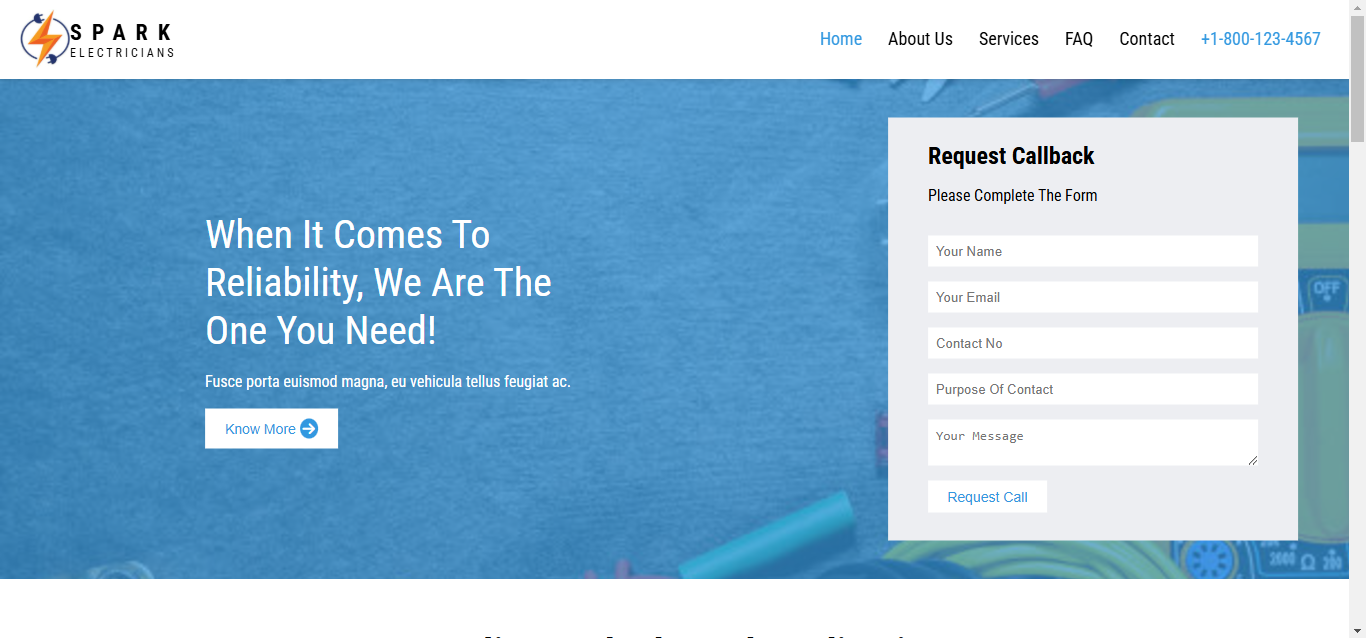 SPARK
ELECTRICIANS
Home About Us Services FAQ Contact +1-800-123-4567
When It Comes To
Reliability, We Are The
One You Need!
Fusce porta euismod magna, eu vehicula tellus feugiat ac.
Know More
Request Callback
Please Complete The Form
Your Name
Your Email
Contact No
Purpose Of Contact
Your Message
Request Call
OFF
2000 Ω 200